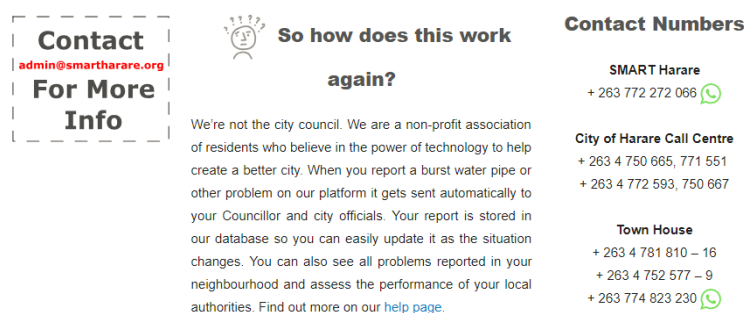 Contact
admin@smartharare.org
For More
Info
So how does this work
again?
We're not the city council. We are a non-profit association
of residents who believe in the power of technology to help
create a better city. When you report a burst water pipe or
other problem on our platform it gets sent automatically to
your Councillor and city officials. Your report is stored in
our database so you can easily update it as the situation
changes. You can also see all problems reported in your
neighbourhood and assess the performance of your local
authorities. Find out more on our help page.
Contact Numbers
SMART Harare
+ 263 772 272 066
City of Harare Call Centre
+ 263 4 750 665, 771 551
+ 263 4 772 593, 750 667
Town House
+ 263 4 781 810 – 16
+ 263 4 752 577 – 9
+ 263 774 823 230